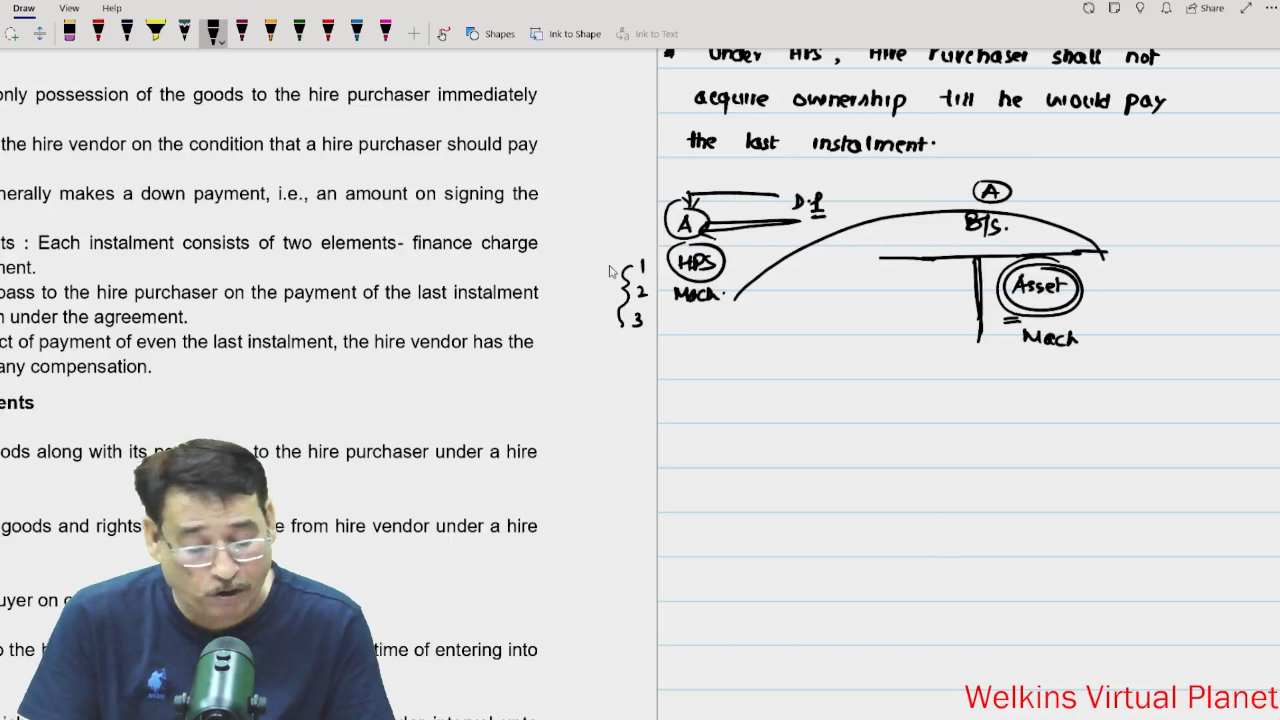 Draw View Help
Share
Shapes Ink to Shape Ink to Text
only possession of the goods to the hire purchaser immediately
the hire vendor on the condition that a hire purchaser should pay
nerally makes a down payment, i.e., an amount on signing the
ts : Each instalment consists of two elements- finance charge
ment.
pass to the hire purchaser on the payment of the last instalment
n under the agreement.
ct of payment of even the last instalment, the hire vendor has the
any compensation.
ents
ods along with its to the hire purchaser under a hire
goods and rights e from hire vendor under a hire
uyer on
o the time of entering into
Under HPS, Hire Purchaser shall not
acquire ownership till he would pay
the last instalment.
A
D.P
A
B/S.
HPS
1
Asset
2
Mach.
3
Mach
Welkins Virtual Planet